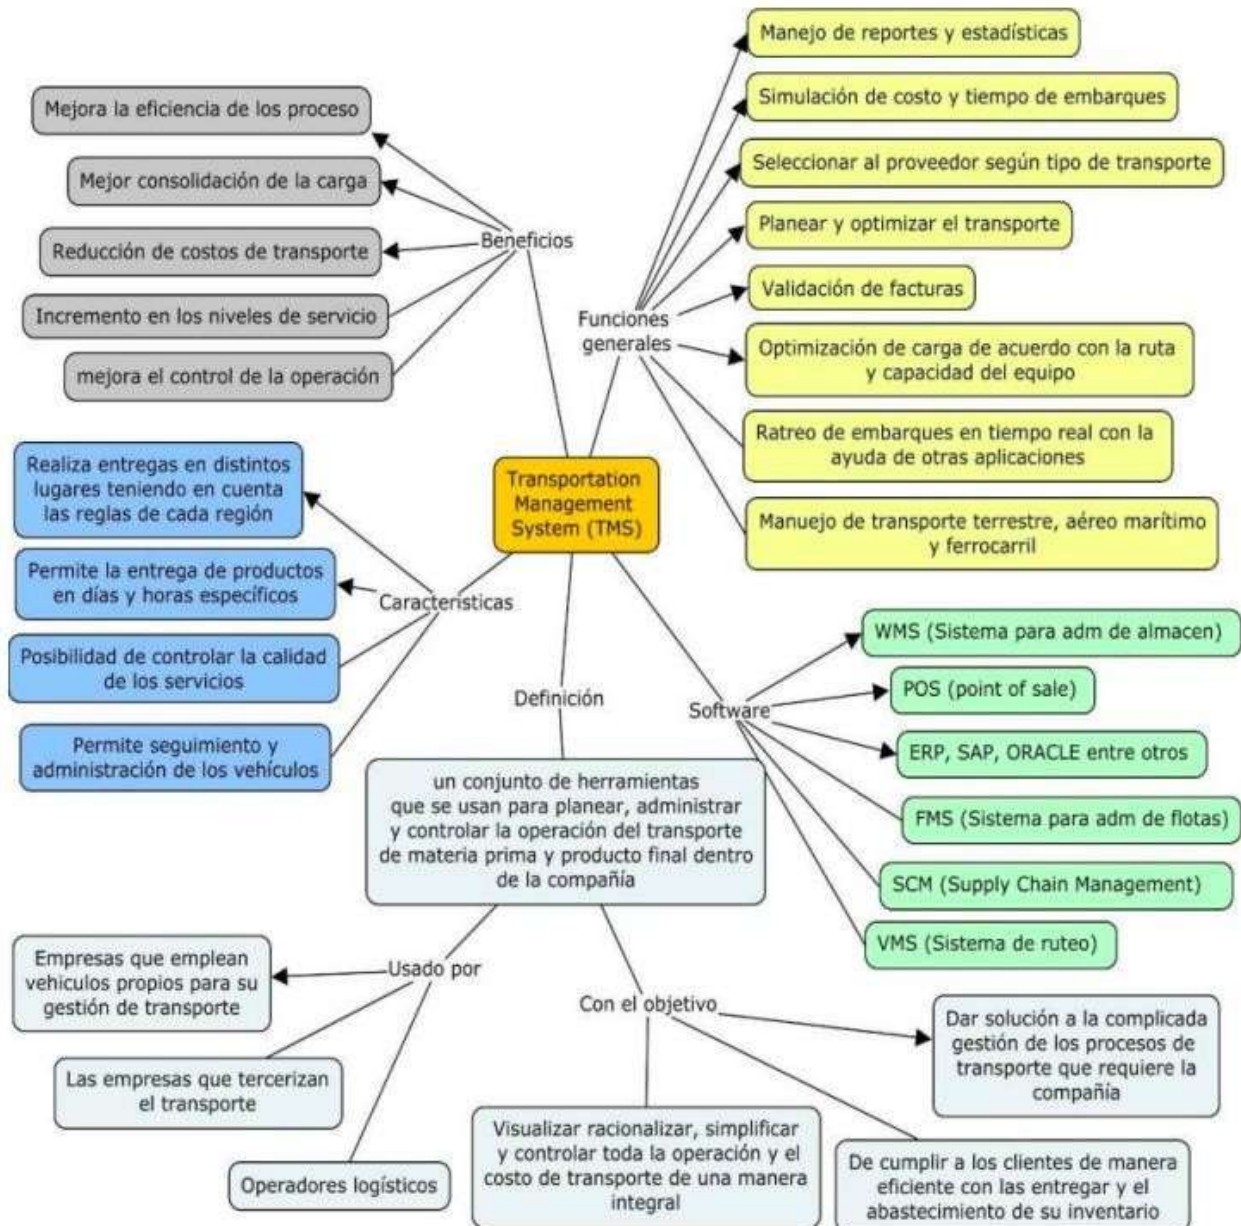 Manejo de reportes y estadísticas
Simulación de costo y tiempo de embarques
Seleccionar al proveedor según tipo de transporte
Planear y optimizar el transporte
Validación de facturas
Optimización de carga de acuerdo con la ruta
y capacidad del equipo
Ratreo de embarques en tiempo real con la
ayuda de otras aplicaciones
Manuejo de transporte terrestre, aéreo marítimo
y ferrocarril
Funciones
generales
Mejora la eficiencia de los proceso
Mejor consolidación de la carga
Reducción de costos de transporte
Incremento en los niveles de servicio
mejora el control de la operación
Beneficios
Transportation
Management
System (TMS)
Realiza entregas en distintos
lugares teniendo en cuenta
las reglas de cada región
Permite la entrega de productos
en días y horas específicos
Posibilidad de controlar la calidad
de los servicios
Permite seguimiento y
administración de los vehículos
Características
Definición
Software
WMS (Sistema para adm de almacen)
POS (point of sale)
ERP, SAP, ORACLE entre otros
FMS (Sistema para adm de flotas)
SCM (Supply Chain Management)
VMS (Sistema de ruteo)
un conjunto de herramientas
que se usan para planear, administrar
y controlar la operación del transporte
de materia prima y producto final dentro
de la compañía
Usado por
Empresas que emplean
vehiculos propios para su
gestión de transporte
Las empresas que tercerizan
el transporte
Operadores logísticos
Con el objetivo
Dar solución a la complicada
gestión de los procesos de
transporte que requiere la
compañía
Visualizar racionalizar, simplificar
y controlar toda la operación y el
costo de transporte de una manera
integral
De cumplir a los clientes de manera
eficiente con las entregar y el
abastecimiento de su inventario